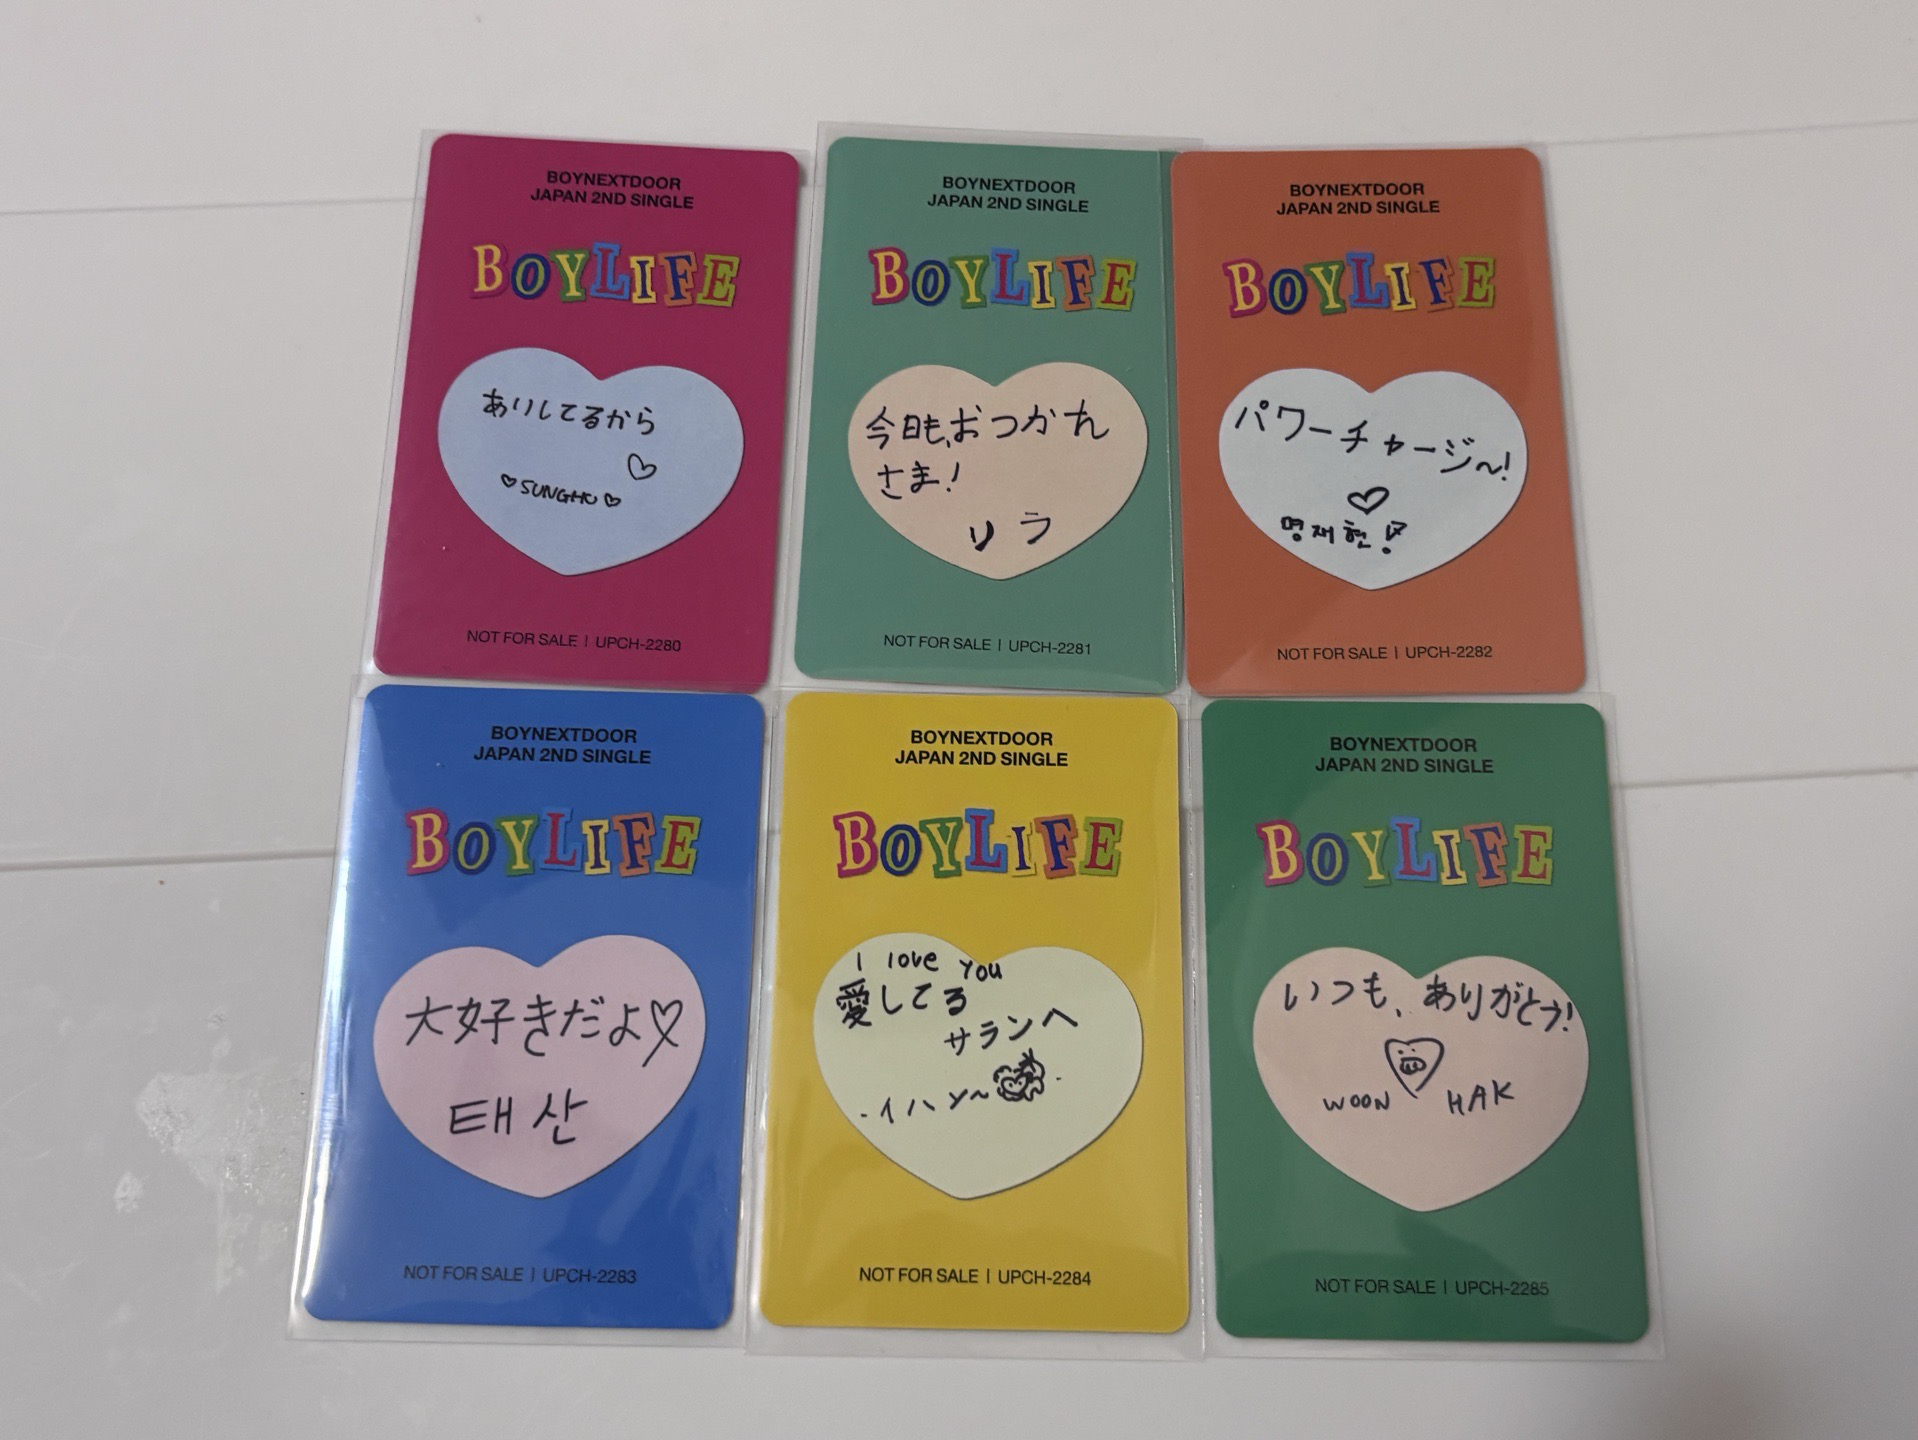 BOYNEXTDOOR
JAPAN 2ND SINGLE
BOYLIFE
ありしてるから
♡
♡SUNGHO♡
NOT FOR SALE | UPCH-2280
BOYNEXTDOOR
JAPAN 2ND SINGLE
BOYLIFE
今日も、おつかれ
さま!
リラ
NOT FOR SALE | UPCH-2281
BOYNEXTDOOR
JAPAN 2ND SINGLE
BOYLIFE
パワーチャージ~!
♡
명재현!
NOT FOR SALE | UPCH-2282
BOYNEXTDOOR
JAPAN 2ND SINGLE
BOYLIFE
大好きだよ♡
태산
NOT FOR SALE | UPCH-2283
BOYNEXTDOOR
JAPAN 2ND SINGLE
BOYLIFE
I love you
愛してる
サランヘ
イハン~
NOT FOR SALE | UPCH-2284
BOYNEXTDOOR
JAPAN 2ND SINGLE
BOYLIFE
いつも、ありがとう!
WOON HAK
NOT FOR SALE | UPCH-2285